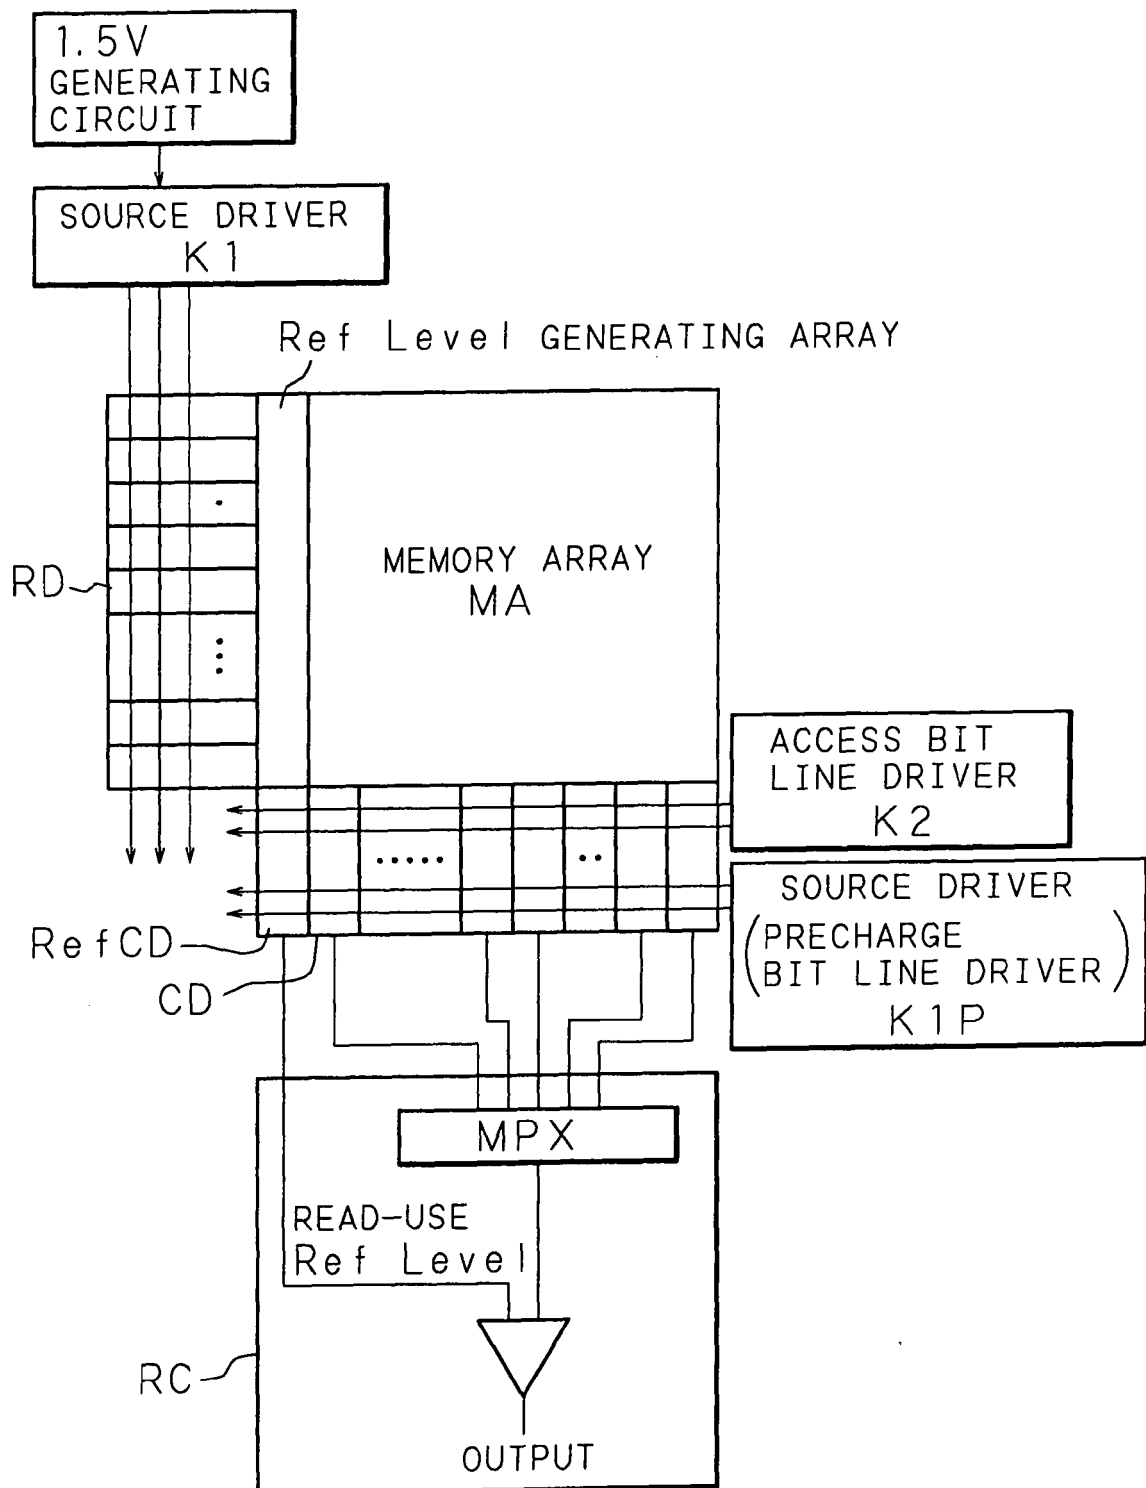 1.5V
GENERATING
CIRCUIT
SOURCE DRIVER
K1
Ref Level GENERATING ARRAY
MEMORY ARRAY
MA
RD
ACCESS BIT
LINE DRIVER
K2
SOURCE DRIVER
(PRECHARGE
BIT LINE DRIVER)
K1P
RefCD
CD
MPX
READ-USE
Ref Level
RC
OUTPUT